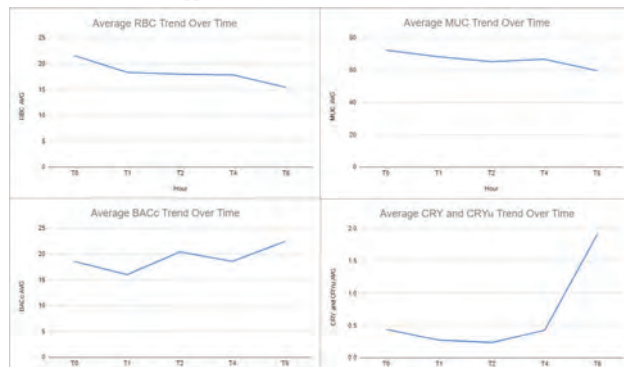 Average RBC Trend Over Time
25
20
15
10
5
0
RBC AVG
T0 T1 T2 T4 T8
Hour
Average MUC Trend Over Time
80
60
40
20
0
MUC AVG
T0 T1 T2 T4 T8
Hour
Average BACc Trend Over Time
25
20
15
10
5
0
BACc AVG
T0 T1 T2 T4 T8
Average CRY and CRYu Trend Over Time
2.0
1.5
1.0
0.5
0.0
CRY and CRYu AVG
T0 T1 T2 T4 T8